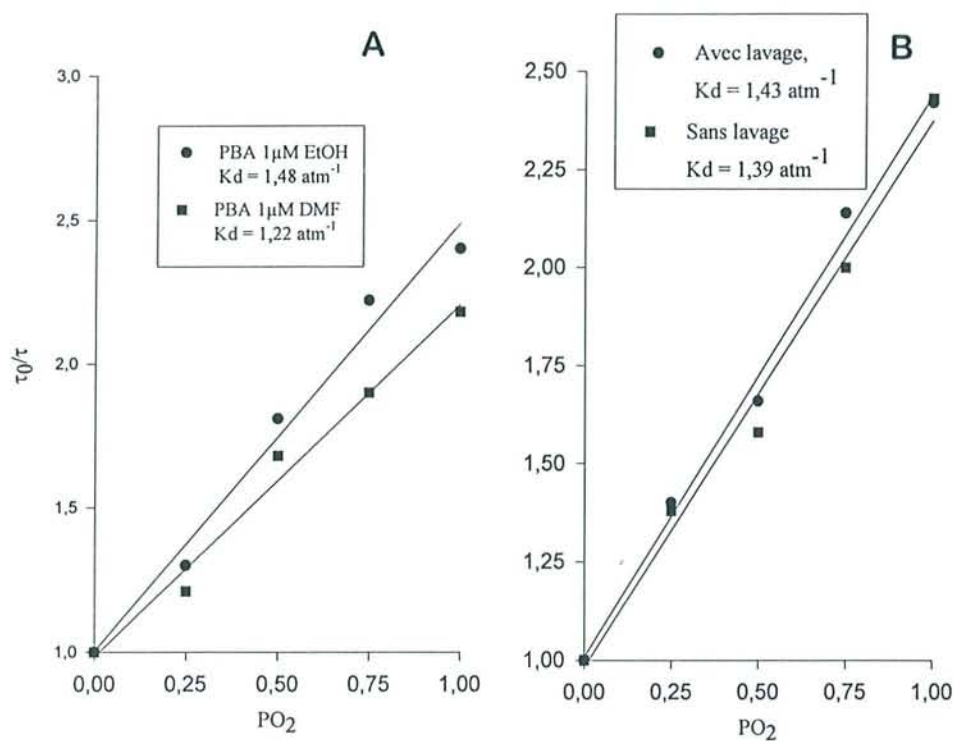 A
3,0
2,5
2,0
1,5
1,0
τ0/τ
PBA 1µM EtOH
Kd = 1,48 atm-1
PBA 1µM DMF
Kd = 1,22 atm-1
0,00 0,25 0,50 0,75 1,00
PO2
B
Avec lavage,
Kd = 1,43 atm-1
Sans lavage
Kd = 1,39 atm-1
2,50
2,25
2,00
1,75
1,50
1,25
1,00
0,00 0,25 0,50 0,75 1,00
PO2